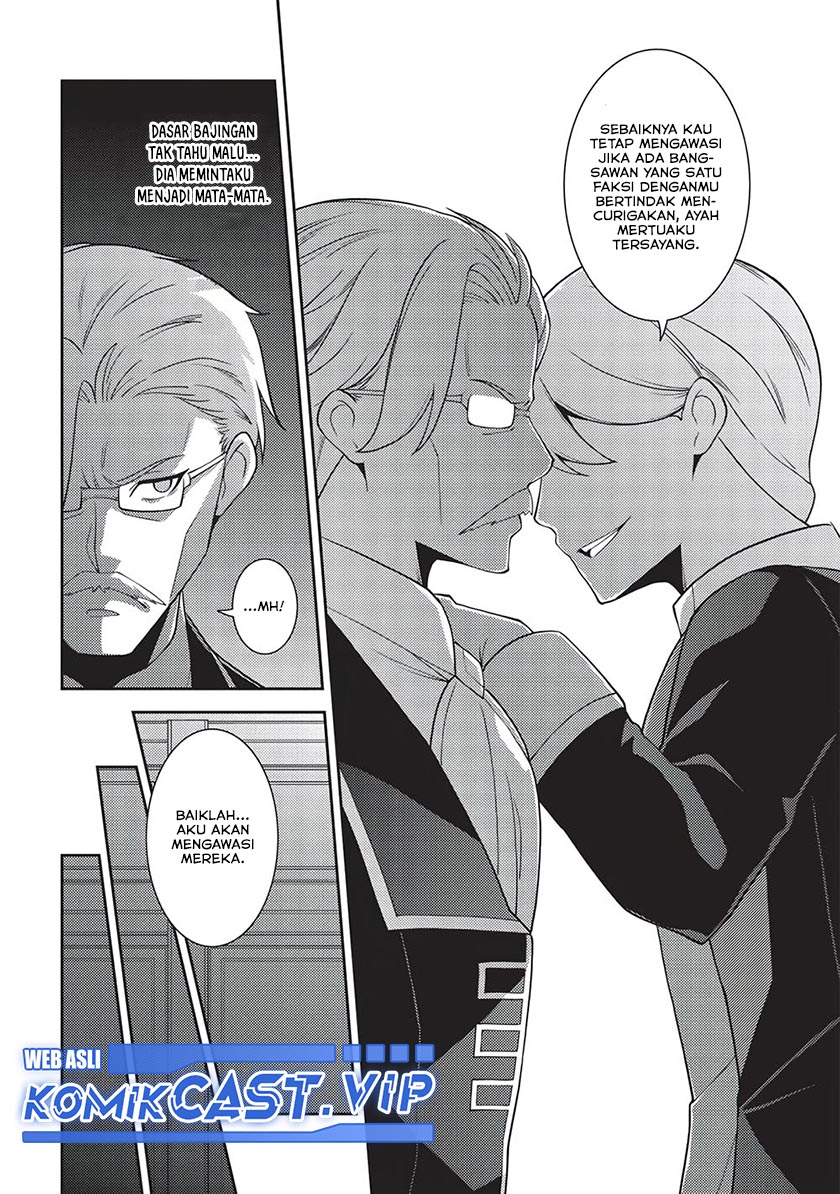 SEBAIKNYA KAU
TETAP MENGAWASI
JIKA ADA BANG-
SAWAN YANG SATU
FAKSI DENGANMU
BERTINDAK MEN-
CURIGAKAN, AYAH
MERTUAKU
TERSAYANG.
DASAR BAJINGAN
TAK TAHU MALU...
DIA MEMINTAKU
MENJADI MATA-MATA.
...MH!
BAIKLAH...
AKU AKAN
MENGAWASI
MEREKA.
WEB ASLI
KOMIKCAST.VIP